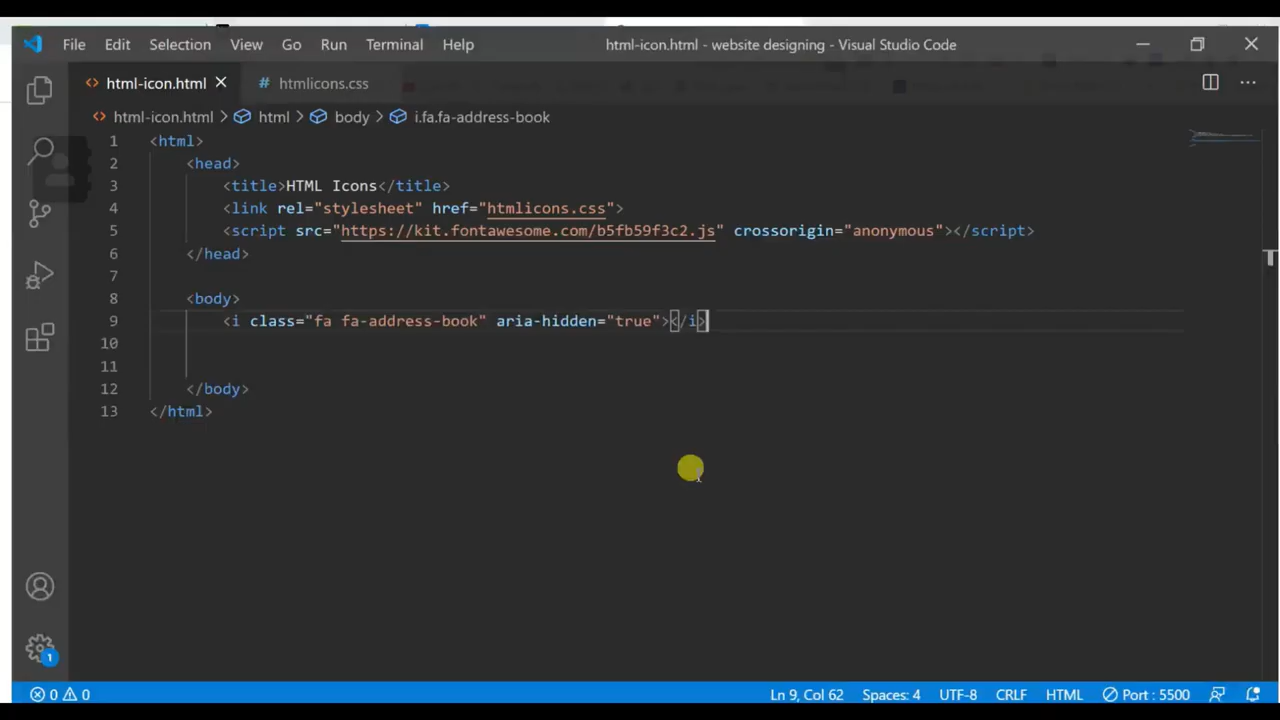 File Edit Selection View Go Run Terminal Help html-icon.html - website designing - Visual Studio Code
<> html-icon.html # htmlicons.css
<> html-icon.html > html > body > i.fa.fa-address-book
1 <html>
2 <head>
3 <title>HTML Icons</title>
4 <link rel="stylesheet" href="htmlicons.css">
5 <script src="https://kit.fontawesome.com/b5fb59f3c2.js" crossorigin="anonymous"></script>
6 </head>
7
8 <body>
9 <i class="fa fa-address-book" aria-hidden="true"></i>
10
11
12 </body>
13 </html>
1
0 0 Ln 9, Col 62 Spaces: 4 UTF-8 CRLF HTML Port : 5500